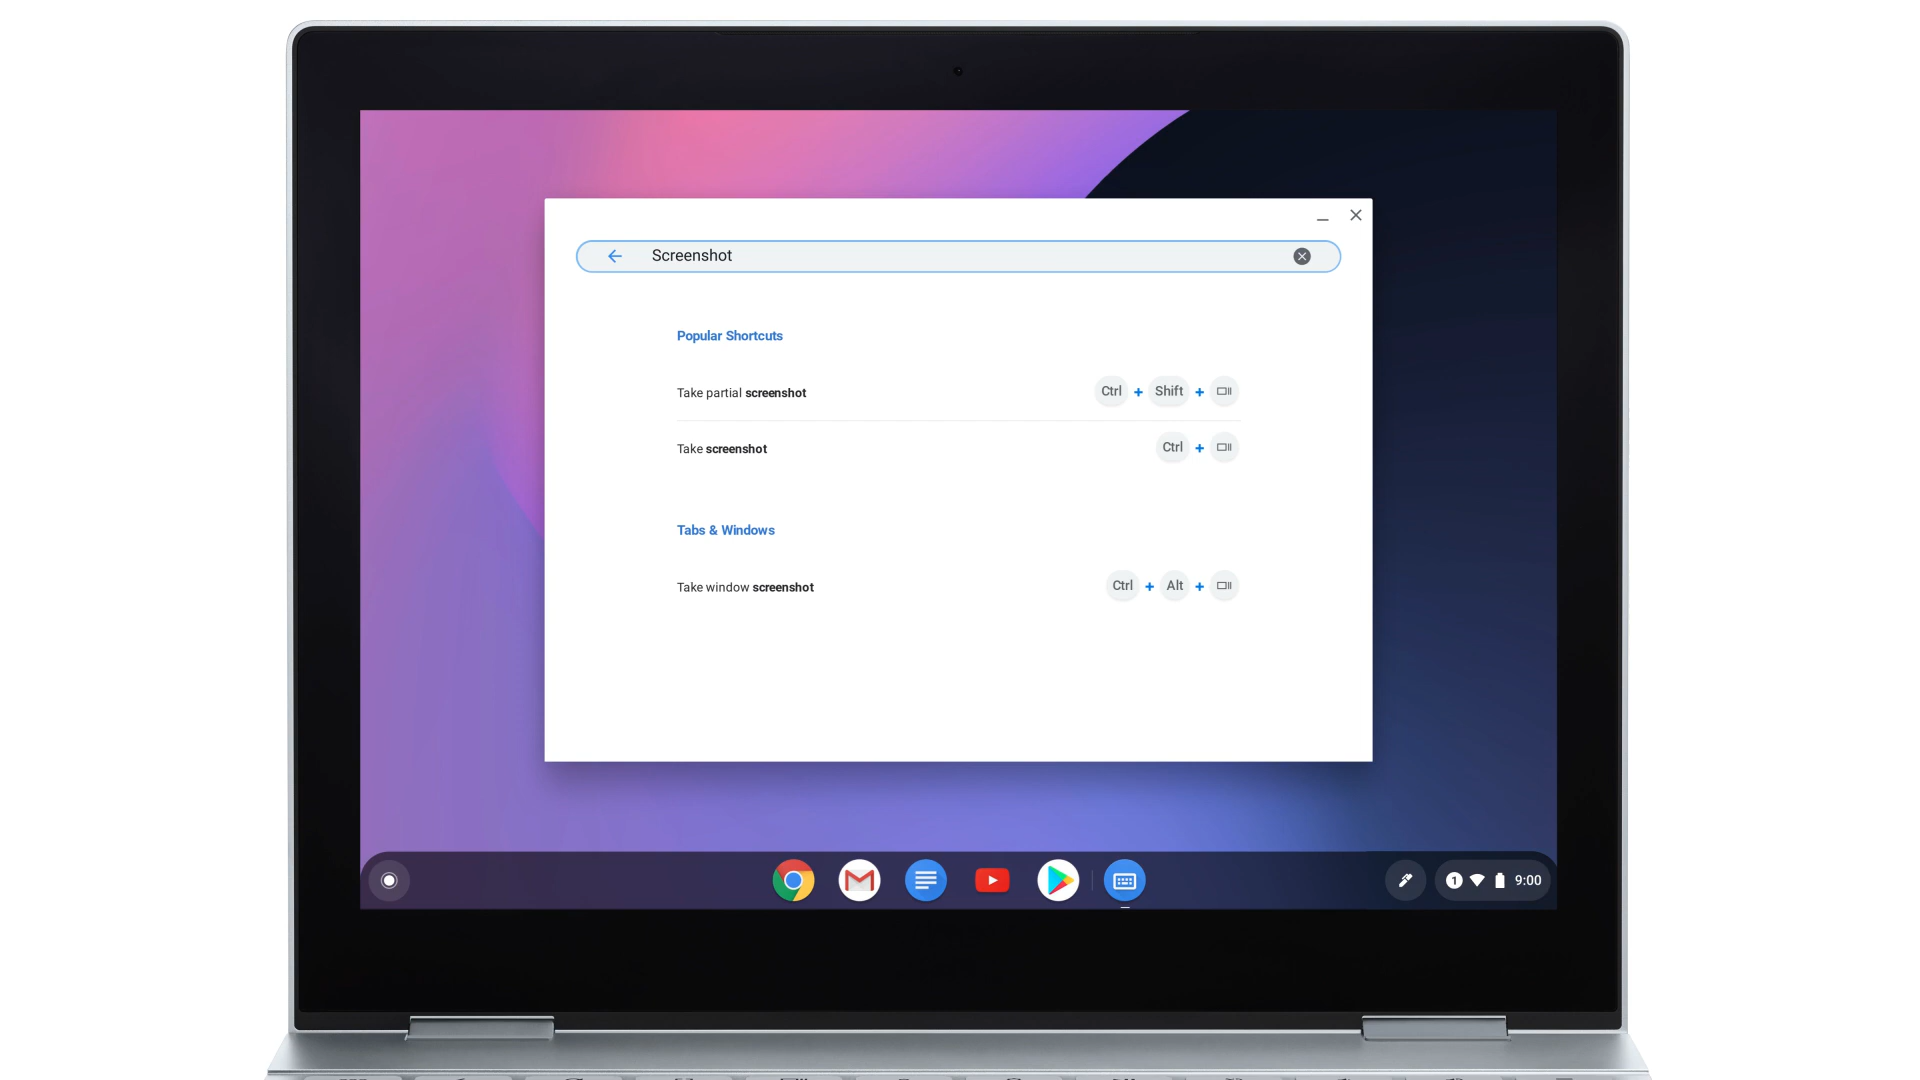 Screenshot
Popular Shortcuts
Take partial screenshot Ctrl + Shift +
Take screenshot Ctrl +
Tabs & Windows
Take window screenshot Ctrl + Alt +
1 9:00